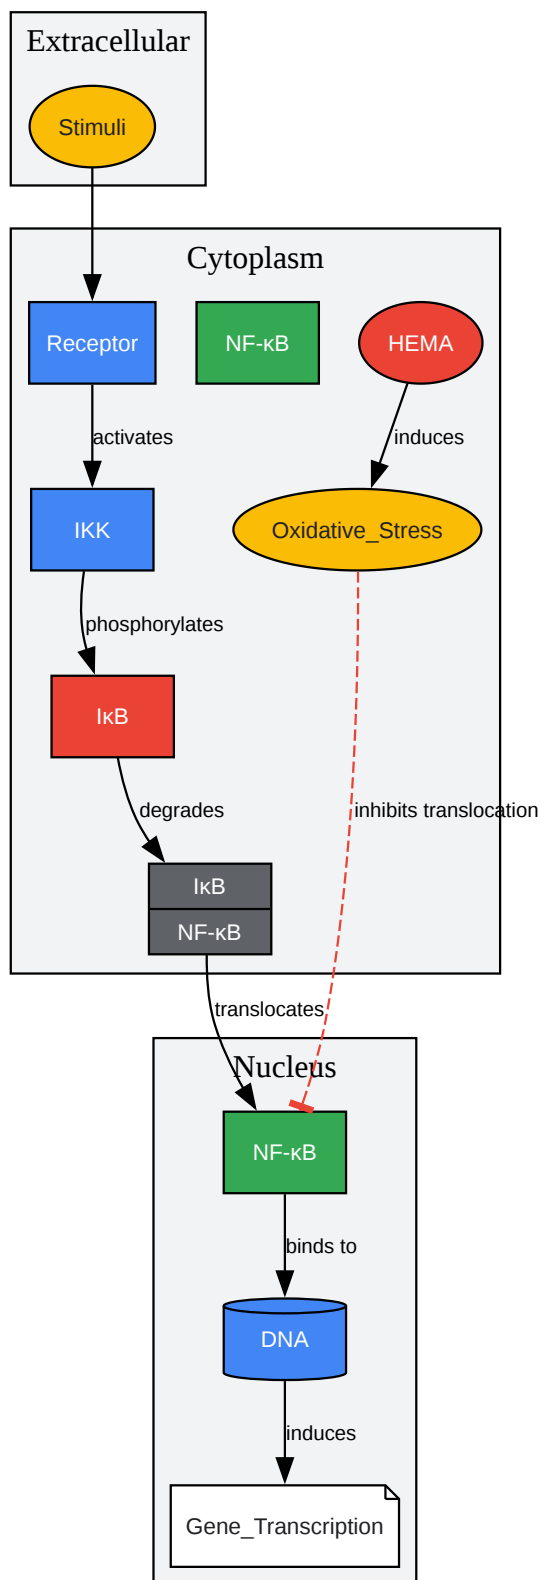 Extracellular
Stimuli
Cytoplasm
Receptor
NF-κB
HEMA
activates
induces
IKK
Oxidative_Stress
phosphorylates
IκB
degrades
inhibits translocation
IκB
NF-κB
translocates
Nucleus
NF-κB
binds to
DNA
induces
Gene_Transcription